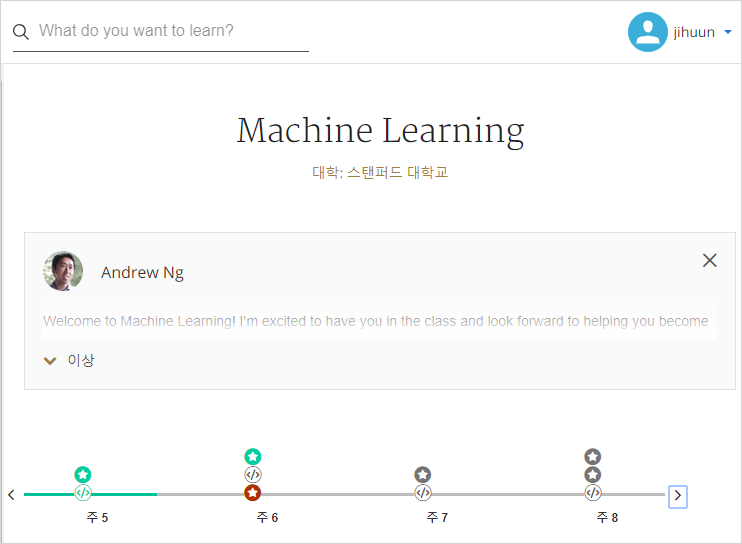 What do you want to learn?
jihuun
Machine Learning
대학: 스탠퍼드 대학교
Andrew Ng
Welcome to Machine Learning! I'm excited to have you in the class and look forward to helping you become
이상
</> </> </> </>
주 5 주 6 주 7 주 8